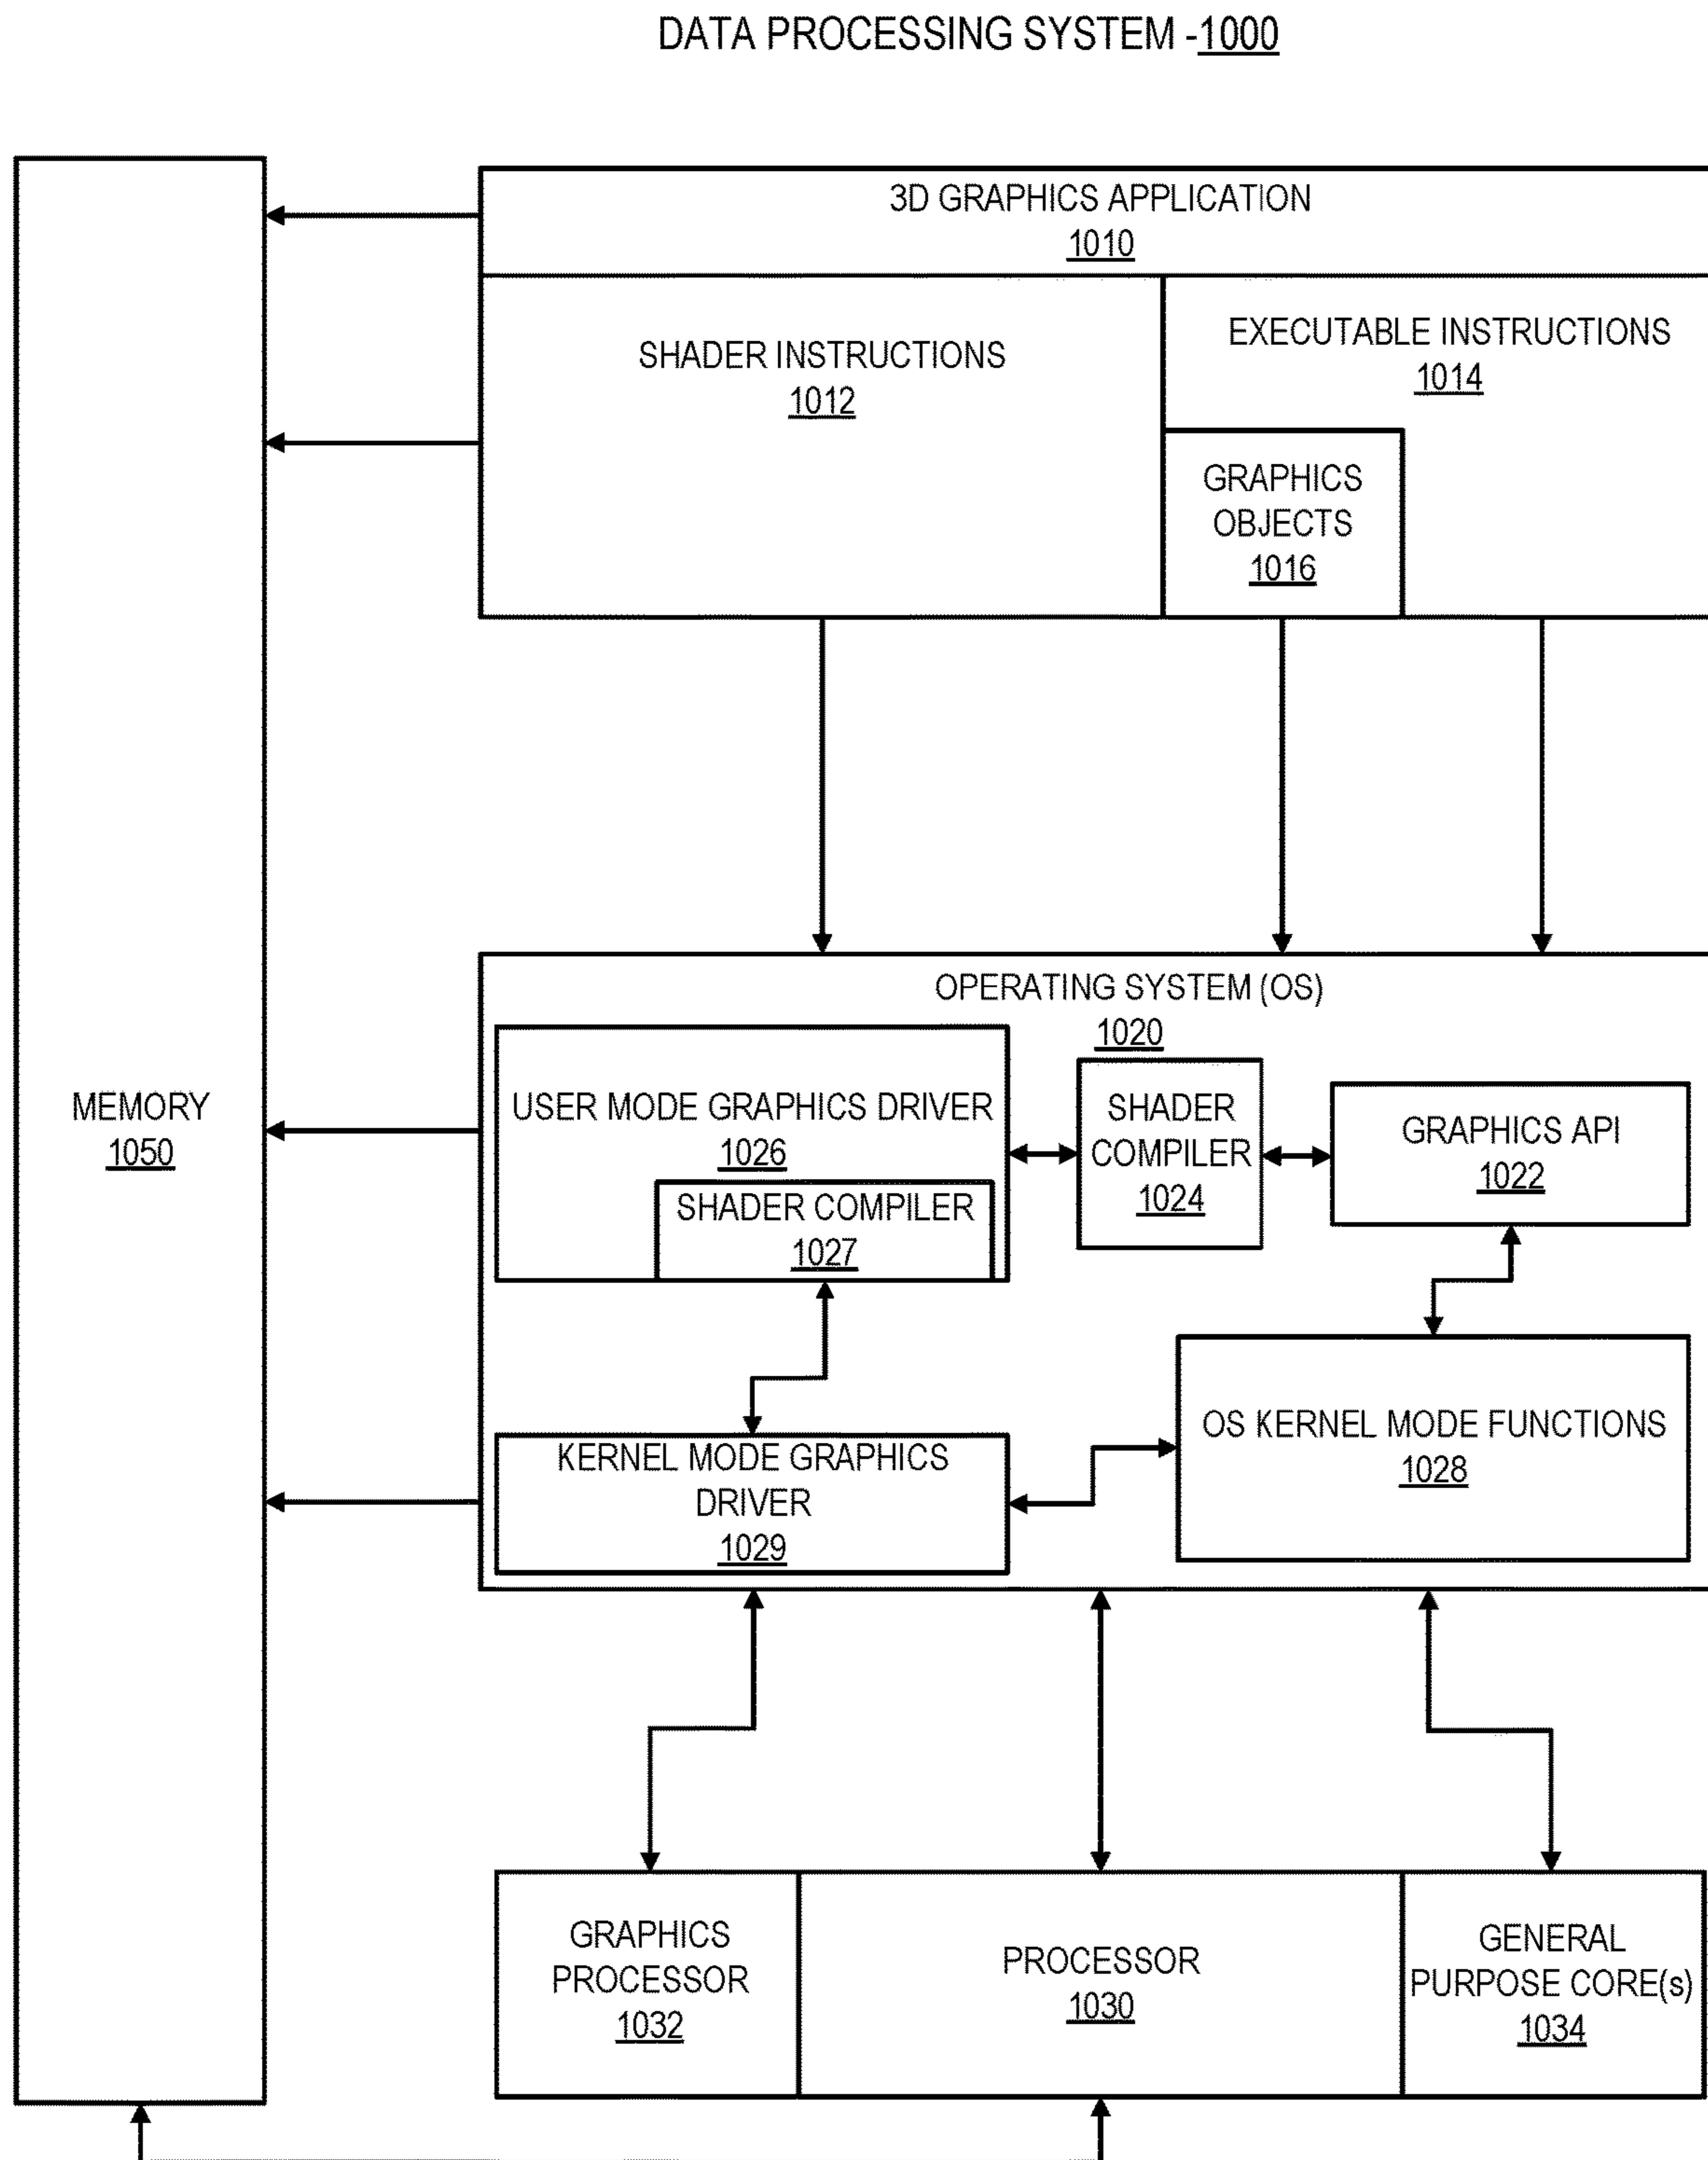 DATA PROCESSING SYSTEM -1000
3D GRAPHICS APPLICATION
1010
SHADER INSTRUCTIONS
1012
EXECUTABLE INSTRUCTIONS
1014
GRAPHICS
OBJECTS
1016
OPERATING SYSTEM (OS)
1020
MEMORY
1050
USER MODE GRAPHICS DRIVER
1026
SHADER COMPILER
1027
SHADER
COMPILER
1024
GRAPHICS API
1022
KERNEL MODE GRAPHICS
DRIVER
1029
OS KERNEL MODE FUNCTIONS
1028
GRAPHICS
PROCESSOR
1032
PROCESSOR
1030
GENERAL
PURPOSE CORE(s)
1034